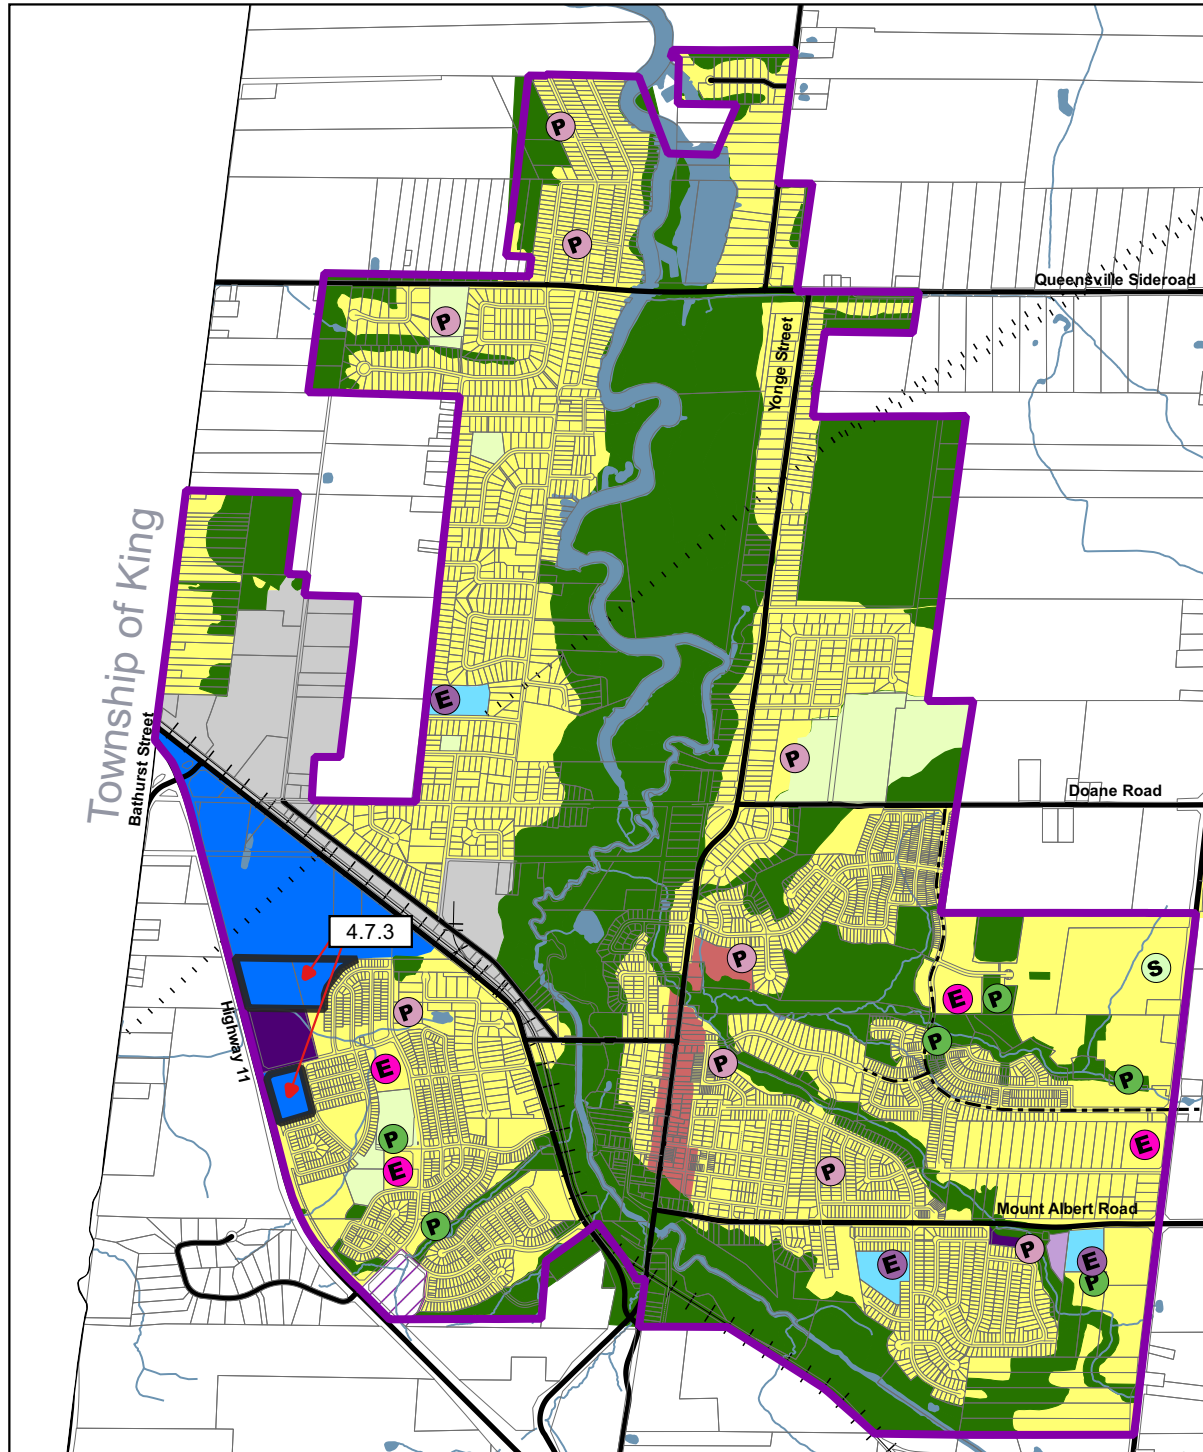 P
P
Queensville Sideroad
P
Yonge Street
Township of King
E
Bathurst Street
P
Doane Road
4.7.3
P
S
E
P
Highway 11
P
P
E
P
P
P
E
E
P
Mount Albert Road
P
P
E
E
P